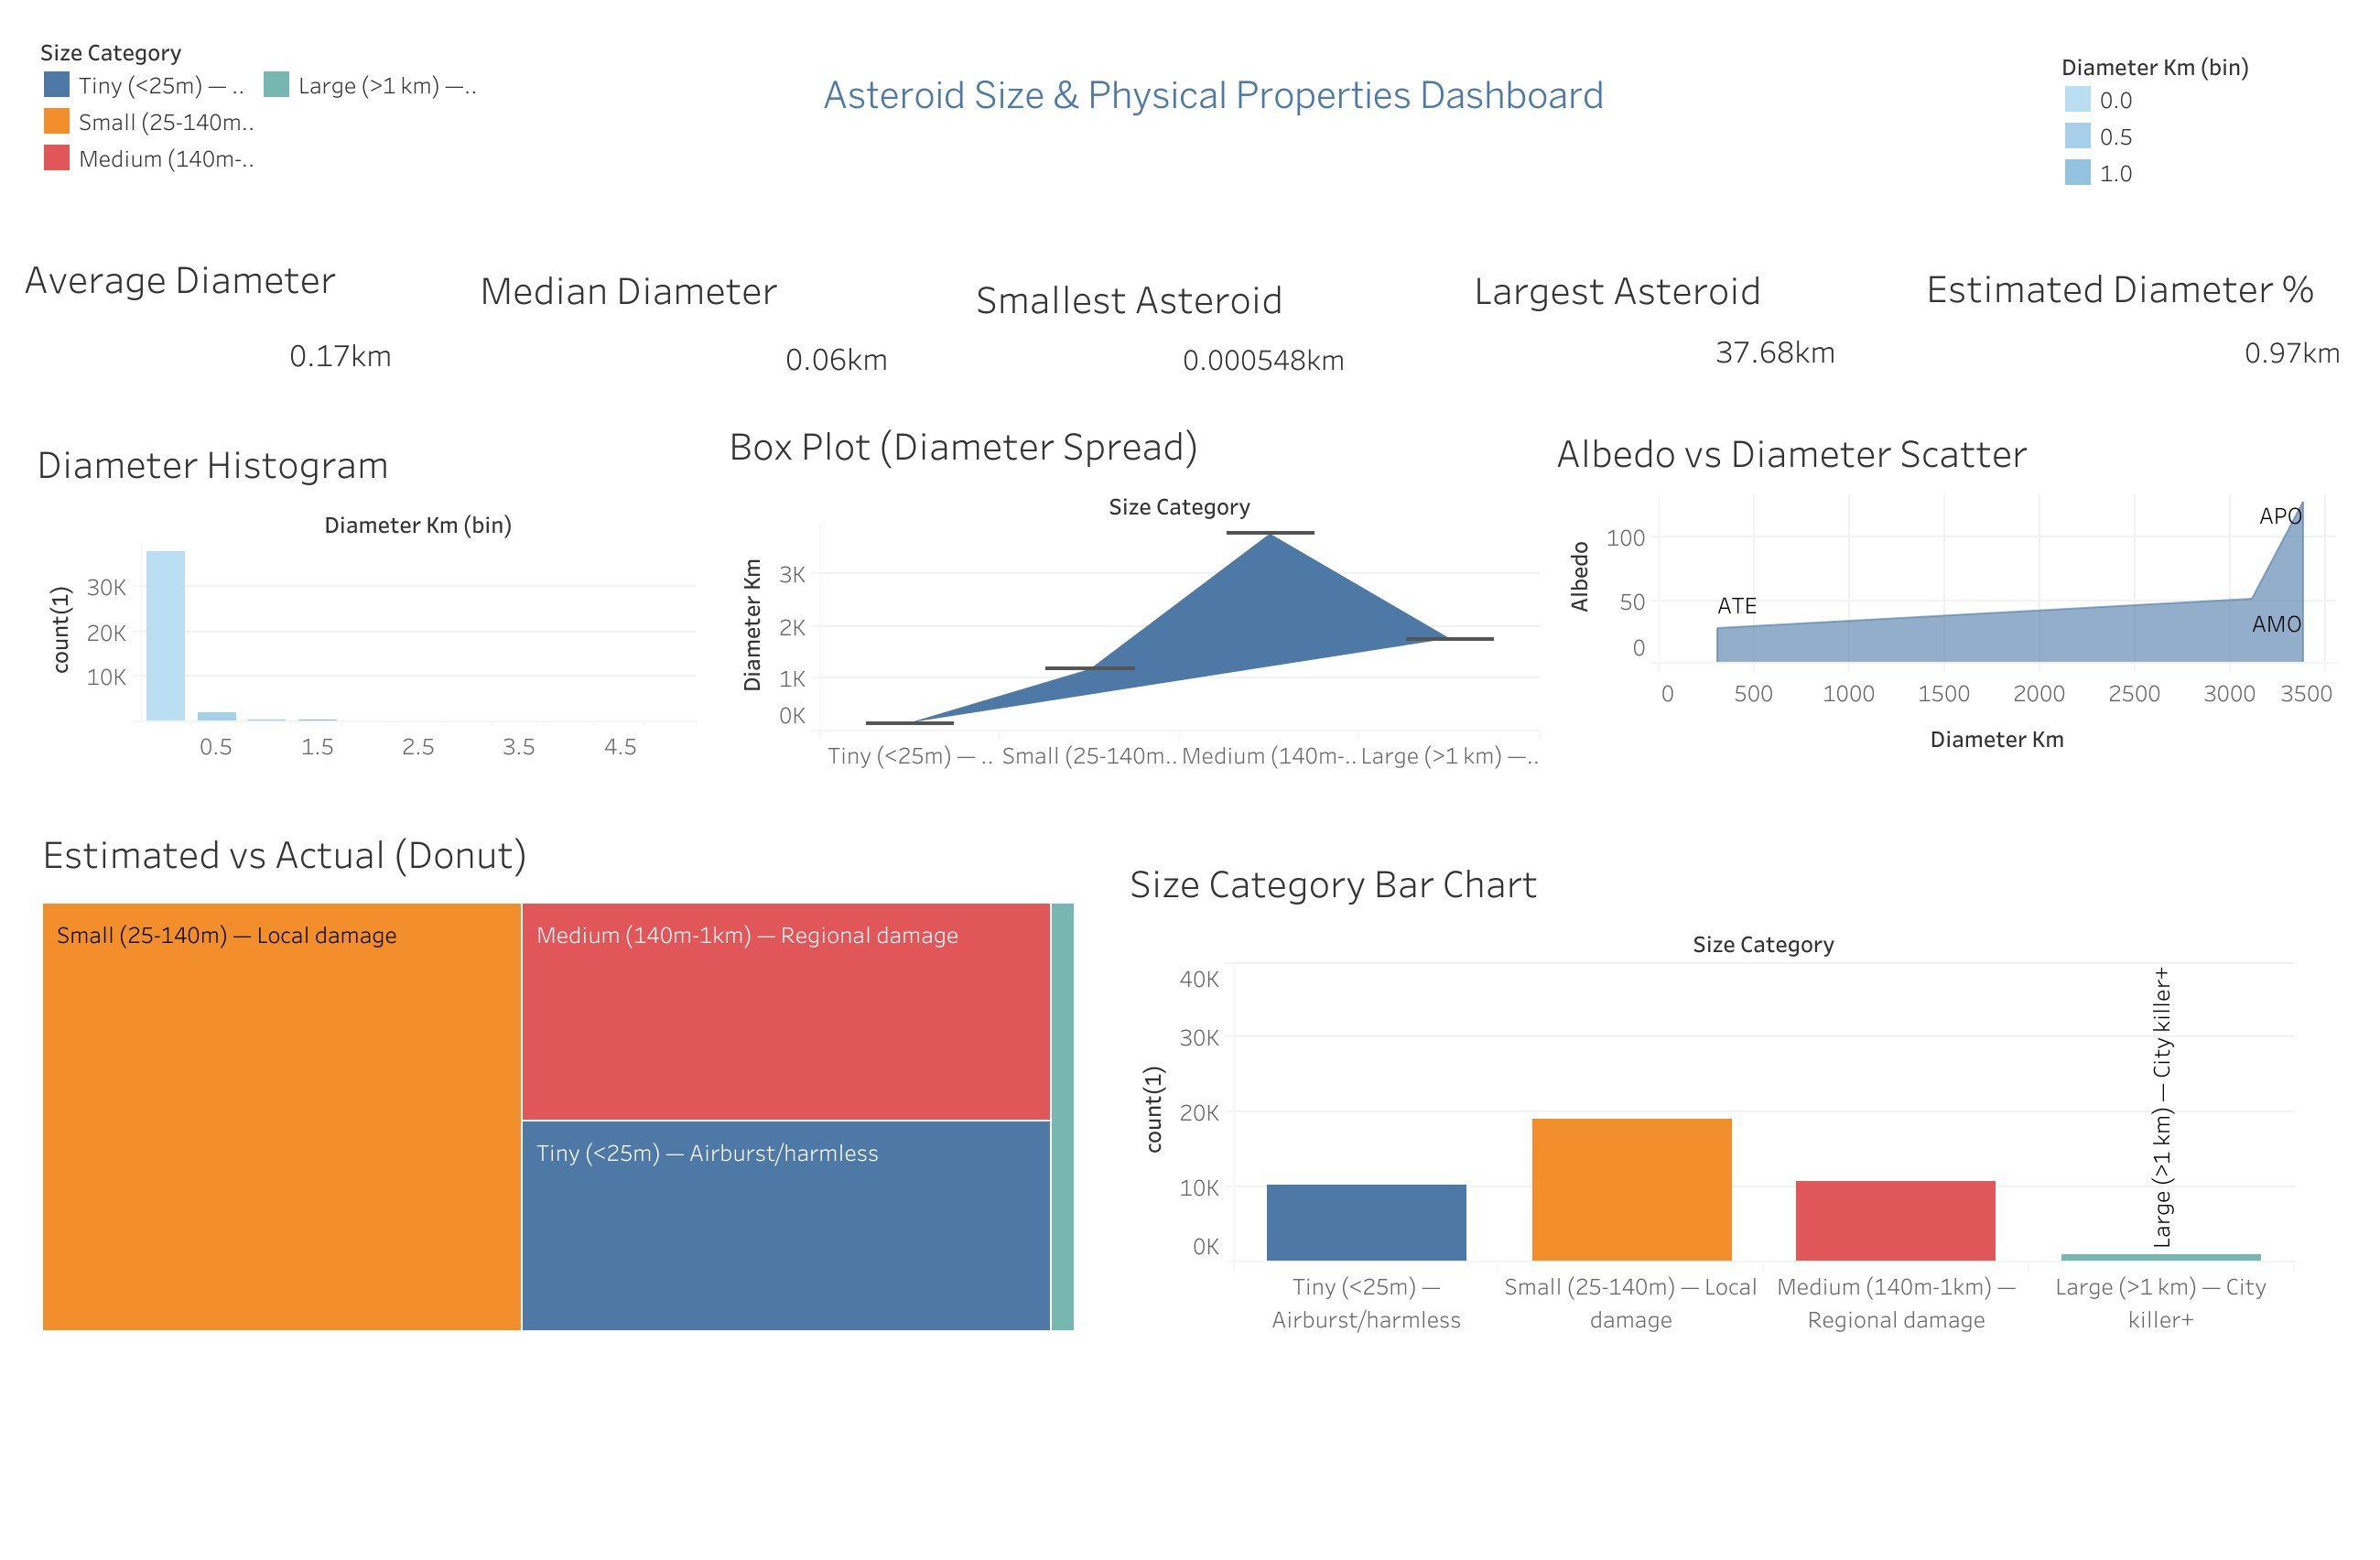 Size Category
Tiny (<25m) — ..
Large (>1 km) —..
Small (25-140m..
Medium (140m-..
Asteroid Size & Physical Properties Dashboard
Diameter Km (bin)
0.0
0.5
1.0
Average Diameter
0.17km
Median Diameter
0.06km
Smallest Asteroid
0.000548km
Largest Asteroid
37.68km
Estimated Diameter %
0.97km
Diameter Histogram
Diameter Km (bin)
count(1)
30K
20K
10K
0.5
1.5
2.5
3.5
4.5
Box Plot (Diameter Spread)
Size Category
Diameter Km
3K
2K
1K
0K
Tiny (<25m) — ..
Small (25-140m..
Medium (140m-..
Large (>1 km) —..
Albedo vs Diameter Scatter
Albedo
100
50
0
APO
ATE
AMO
0
500
1000
1500
2000
2500
3000
3500
Diameter Km
Estimated vs Actual (Donut)
Small (25-140m) — Local damage
Medium (140m-1km) — Regional damage
Tiny (<25m) — Airburst/harmless
Size Category Bar Chart
Size Category
count(1)
40K
30K
20K
10K
0K
Large (>1 km) — City killer+
Tiny (<25m) —
Airburst/harmless
Small (25-140m) — Local
damage
Medium (140m-1km) —
Regional damage
Large (>1 km) — City
killer+